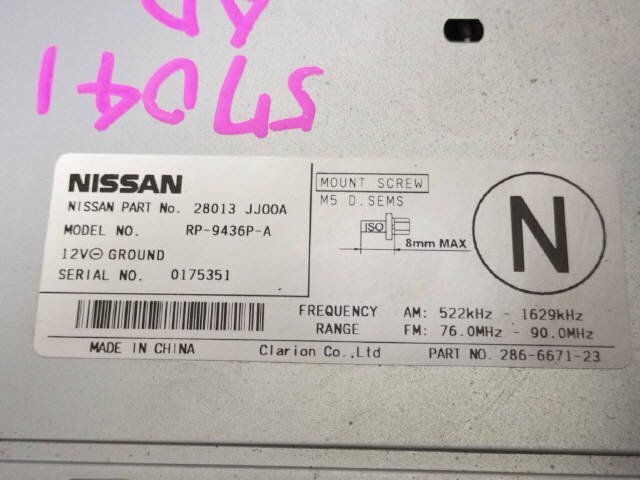 57041
NISSAN
NISSAN PART No. 28013 JJ00A
MODEL NO. RP-9436P-A
12V⊖ GROUND
SERIAL NO. 0175351
MOUNT SCREW
M5 D.SEMS
ISO
8mm MAX
N
FREQUENCY RANGE AM: 522kHz - 1629kHz
FM: 76.0MHz - 90.0MHz
MADE IN CHINA Clarion Co.,Ltd PART NO. 286-6671-23